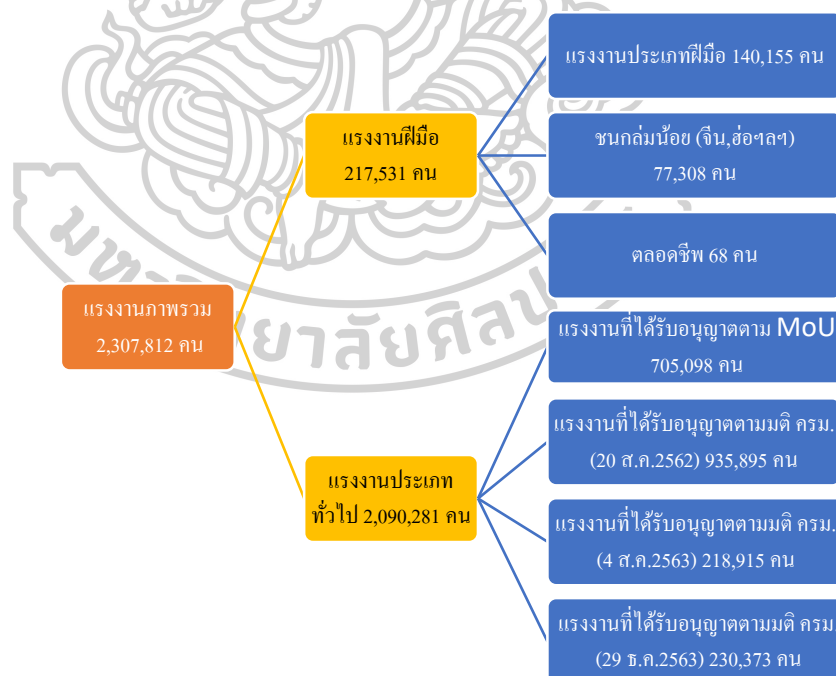 แรงงานประเภทฝีมือ 140,155 คน
แรงงานฝีมือ
217,531 คน
ชนกล่มน้อย (จีน,ฮ่อฯลฯ)
77,308 คน
ตลอดชีพ 68 คน
แรงงานภาพรวม
2,307,812 คน
แรงงานที่ได้รับอนุญาตตาม MoU
705,098 คน
แรงงานที่ได้รับอนุญาตตามมติ ครม.
(20 ส.ค.2562) 935,895 คน
แรงงานประเภท
ทั่วไป 2,090,281 คน
แรงงานที่ได้รับอนุญาตตามมติ ครม.
(4 ส.ค.2563) 218,915 คน
แรงงานที่ได้รับอนุญาตตามมติ ครม.
(29 ธ.ค.2563) 230,373 คน